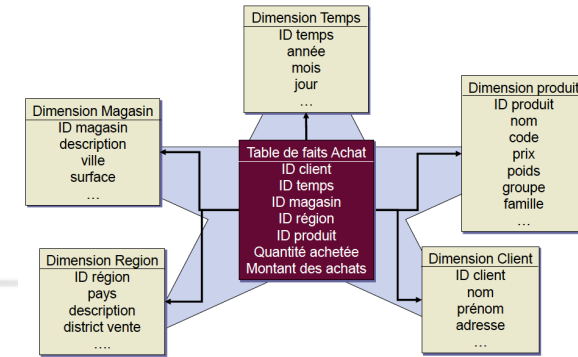 Dimension Temps
ID temps
année
mois
jour
…
Dimension Magasin
ID magasin
description
ville
surface
…
Table de faits Achat
ID client
ID temps
ID magasin
ID région
ID produit
Quantité achetée
Montant des achats
Dimension produit
ID produit
nom
code
prix
poids
groupe
famille
…
Dimension Region
ID région
pays
description
district vente
….
Dimension Client
ID client
nom
prénom
adresse
…